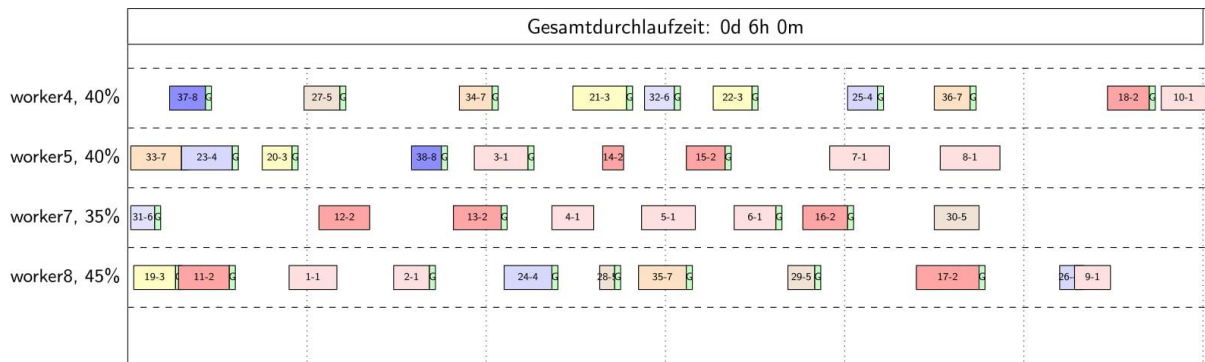 Gesamtdurchlaufzeit: 0d 6h 0m
worker4, 40% 37-8 G 27-5 G 34-7 G 21-3 G 32-6 G 22-3 G 25-4 G 36-7 G 18-2 G 10-1
worker5, 40% 33-7 23-4 G 20-3 G 38-8 G 3-1 G 14-2 15-2 G 7-1 8-1
worker7, 35% 31-6 G 12-2 13-2 G 4-1 5-1 6-1 G 16-2 G 30-5
worker8, 45% 19-3 G 11-2 G 1-1 2-1 G 24-4 G 28-5 G 35-7 G 29-5 G 17-2 G 26- 9-1